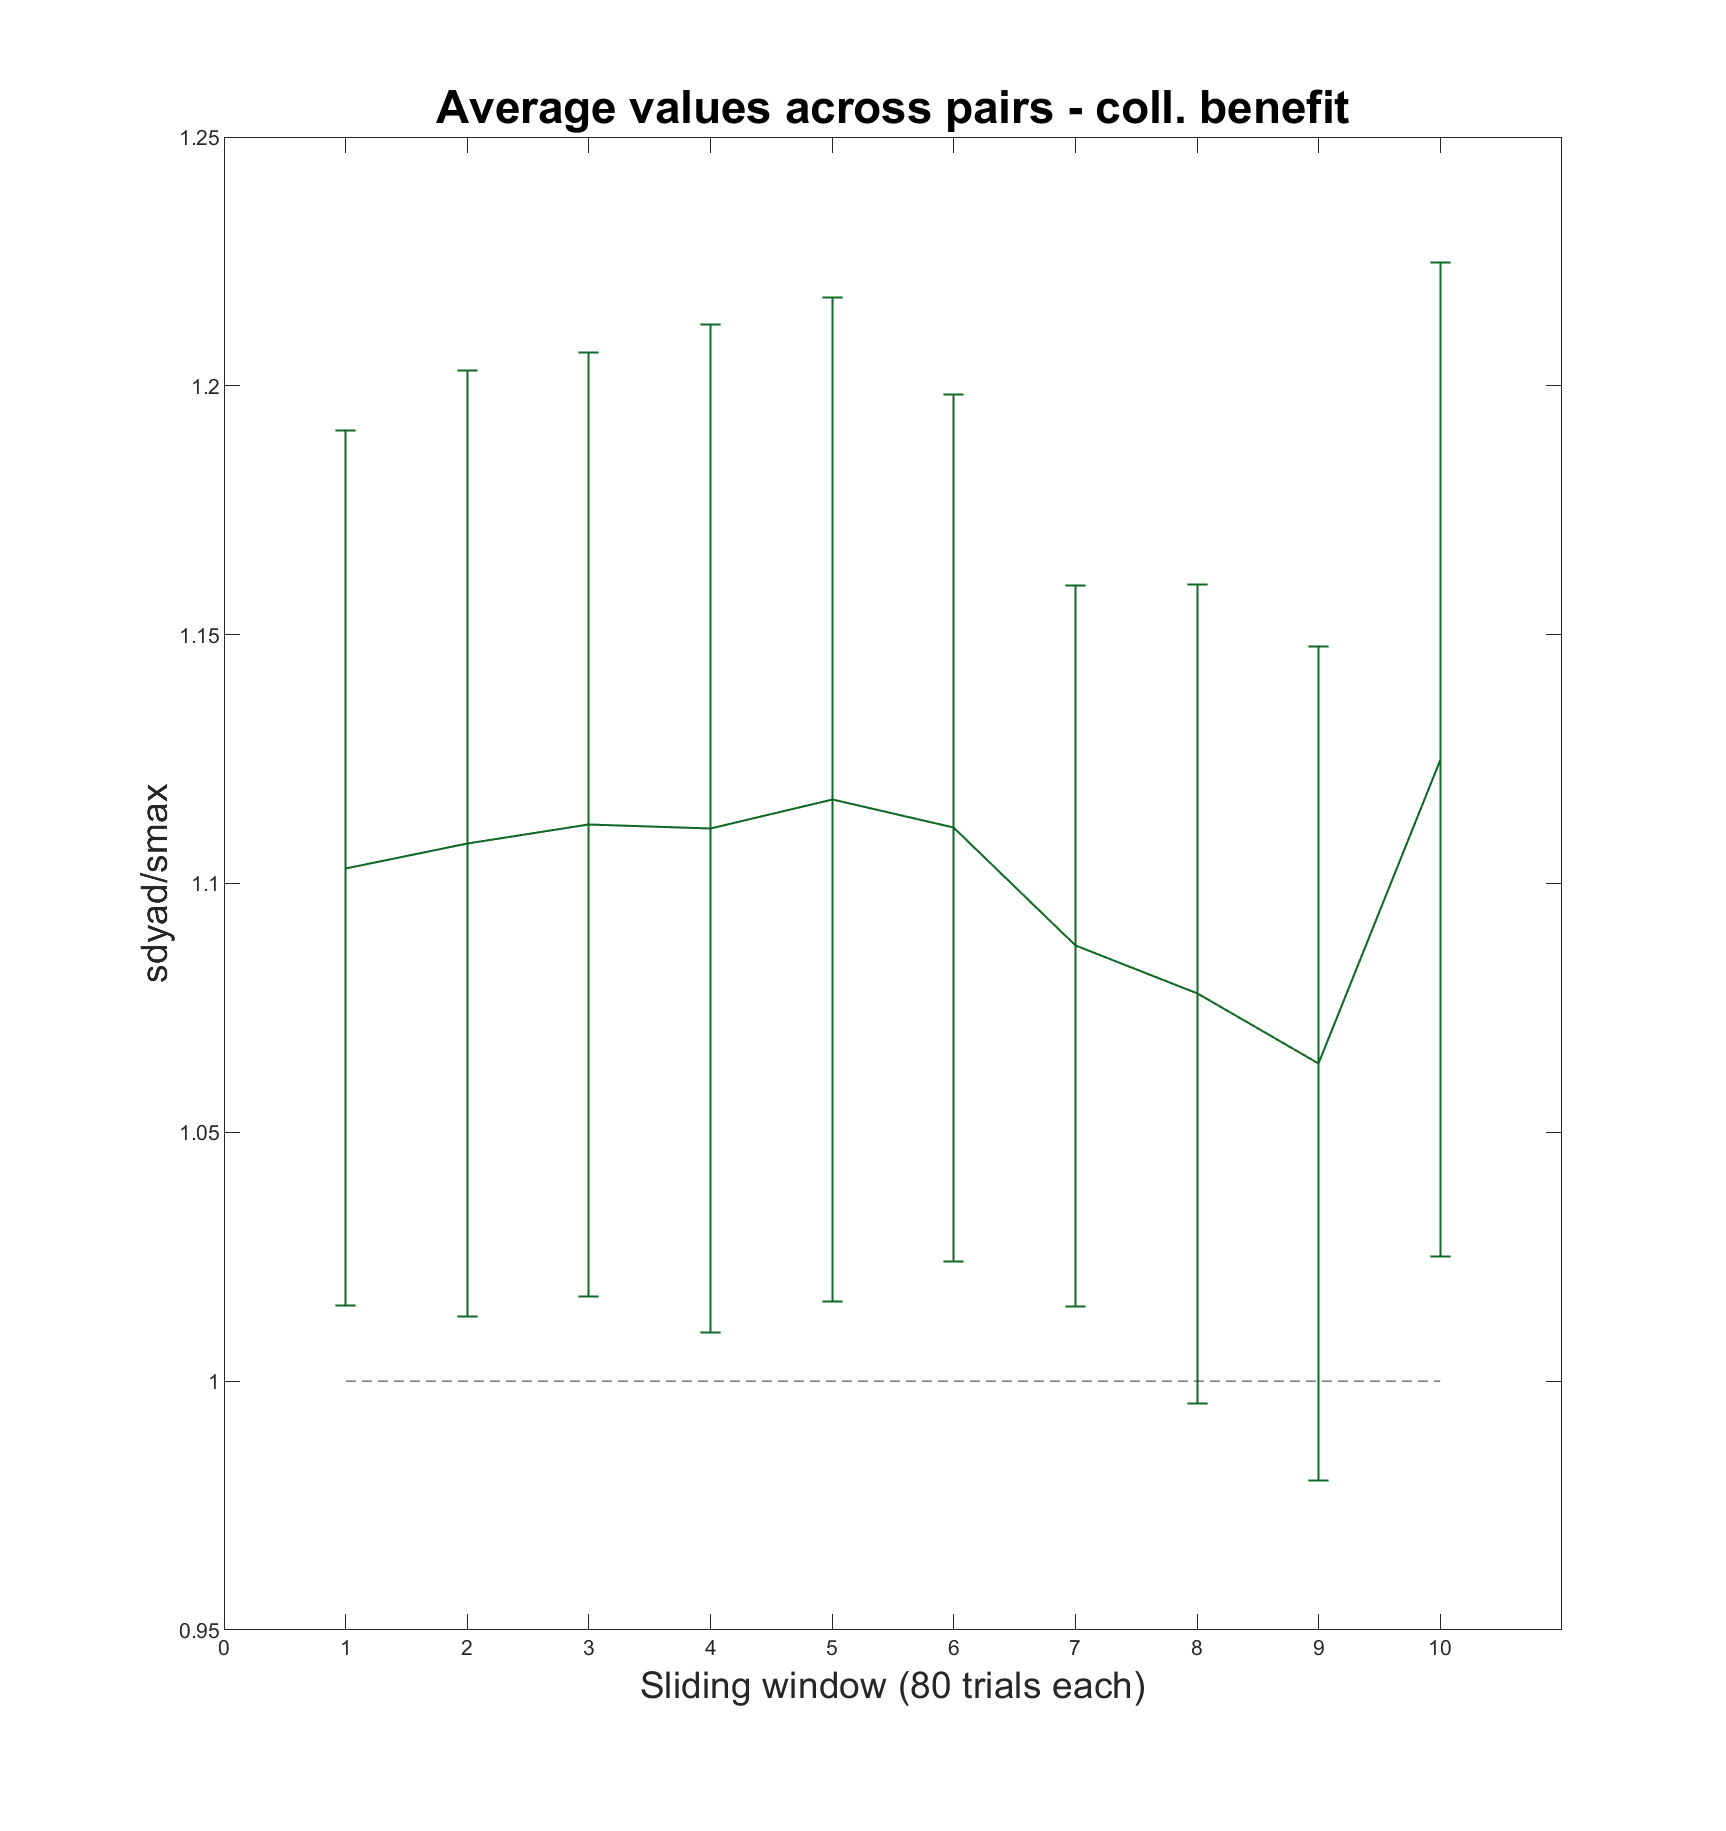 Average values across pairs - coll. benefit
1.25
1.2
1.15
1.1
1.05
1
0.95
sdyad/smax
0 1 2 3 4 5 6 7 8 9 10
Sliding window (80 trials each)